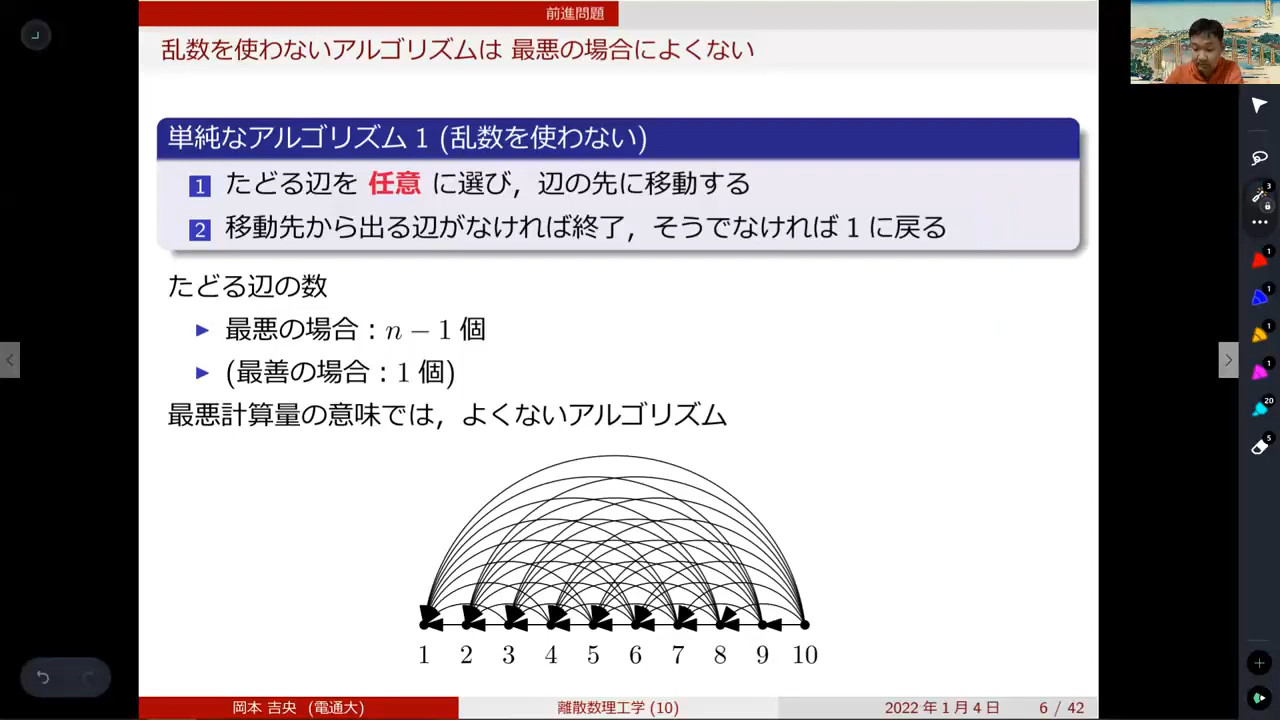 前進問題
乱数を使わないアルゴリズムは 最悪の場合によくない
単純なアルゴリズム 1 (乱数を使わない)
1 たどる辺を 任意 に選び，辺の先に移動する
2 移動先から出る辺がなければ終了，そうでなければ 1 に戻る
たどる辺の数
▶ 最悪の場合：n − 1 個
▶ (最善の場合：1 個)
最悪計算量の意味では，よくないアルゴリズム
1 2 3 4 5 6 7 8 9 10
岡本 吉央 (電通大) 離散数理工学 (10) 2022 年 1 月 4 日 6 / 42
3
1
1
1
1
20
5